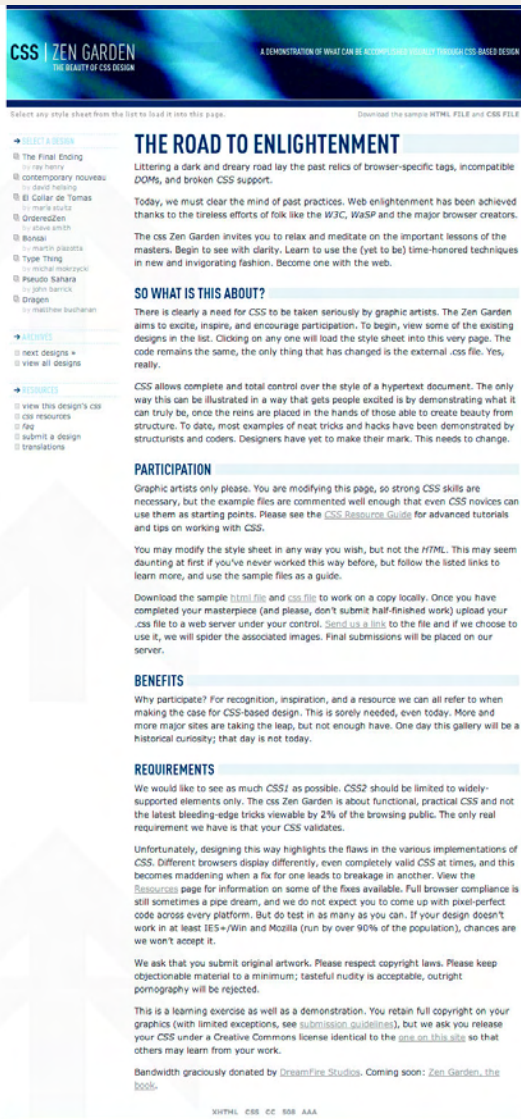 CSS | ZEN GARDEN
THE BEAUTY OF CSS DESIGN
A DEMONSTRATION OF WHAT CAN BE ACCOMPLISHED VISUALLY THROUGH CSS-BASED DESIGN
Select any style sheet from the list to load it into this page.
Download the sample HTML FILE and CSS FILE
SELECT A DESIGN
The Final Ending
by ray henry
contemporary nouveau
by david hellsing
El Collar de Tomas
by maria stultz
OrderedZen
by steve smith
Bonsai
by martin plazotta
Type Thing
by michal mokrzycki
Pseudo Sahara
by john barrick
Dragen
by matthew buchanan
ARCHIVES
next designs »
view all designs
RESOURCES
view this design's css
css resources
faq
submit a design
translations
THE ROAD TO ENLIGHTENMENT
Littering a dark and dreary road lay the past relics of browser-specific tags, incompatible
DOMs, and broken CSS support.
Today, we must clear the mind of past practices. Web enlightenment has been achieved
thanks to the tireless efforts of folk like the W3C, WaSP and the major browser creators.
The css Zen Garden invites you to relax and meditate on the important lessons of the
masters. Begin to see with clarity. Learn to use the (yet to be) time-honored techniques
in new and invigorating fashion. Become one with the web.
SO WHAT IS THIS ABOUT?
There is clearly a need for CSS to be taken seriously by graphic artists. The Zen Garden
aims to excite, inspire, and encourage participation. To begin, view some of the existing
designs in the list. Clicking on any one will load the style sheet into this very page. The
code remains the same, the only thing that has changed is the external .css file. Yes,
really.
CSS allows complete and total control over the style of a hypertext document. The only
way this can be illustrated in a way that gets people excited is by demonstrating what it
can truly be, once the reins are placed in the hands of those able to create beauty from
structure. To date, most examples of neat tricks and hacks have been demonstrated by
structurists and coders. Designers have yet to make their mark. This needs to change.
PARTICIPATION
Graphic artists only please. You are modifying this page, so strong CSS skills are
necessary, but the example files are commented well enough that even CSS novices can
use them as starting points. Please see the CSS Resource Guide for advanced tutorials
and tips on working with CSS.
You may modify the style sheet in any way you wish, but not the HTML. This may seem
daunting at first if you've never worked this way before, but follow the listed links to
learn more, and use the sample files as a guide.
Download the sample html file and css file to work on a copy locally. Once you have
completed your masterpiece (and please, don't submit half-finished work) upload your
.css file to a web server under your control. Send us a link to the file and if we choose to
use it, we will spider the associated images. Final submissions will be placed on our
server.
BENEFITS
Why participate? For recognition, inspiration, and a resource we can all refer to when
making the case for CSS-based design. This is sorely needed, even today. More and
more major sites are taking the leap, but not enough have. One day this gallery will be a
historical curiosity; that day is not today.
REQUIREMENTS
We would like to see as much CSS1 as possible. CSS2 should be limited to widely-
supported elements only. The css Zen Garden is about functional, practical CSS and not
the latest bleeding-edge tricks viewable by 2% of the browsing public. The only real
requirement we have is that your CSS validates.
Unfortunately, designing this way highlights the flaws in the various implementations of
CSS. Different browsers display differently, even completely valid CSS at times, and this
becomes maddening when a fix for one leads to breakage in another. View the
Resources page for information on some of the fixes available. Full browser compliance is
still sometimes a pipe dream, and we do not expect you to come up with pixel-perfect
code across every platform. But do test in as many as you can. If your design doesn't
work in at least IE5+/Win and Mozilla (run by over 90% of the population), chances are
we won't accept it.
We ask that you submit original artwork. Please respect copyright laws. Please keep
objectionable material to a minimum; tasteful nudity is acceptable, outright
pornography will be rejected.
This is a learning exercise as well as a demonstration. You retain full copyright on your
graphics (with limited exceptions, see submission guidelines), but we ask you release
your CSS under a Creative Commons license identical to the one on this site so that
others may learn from your work.
Bandwidth graciously donated by DreamFire Studios. Coming soon: Zen Garden, the
book.
XHTML CSS CC 508 AAA